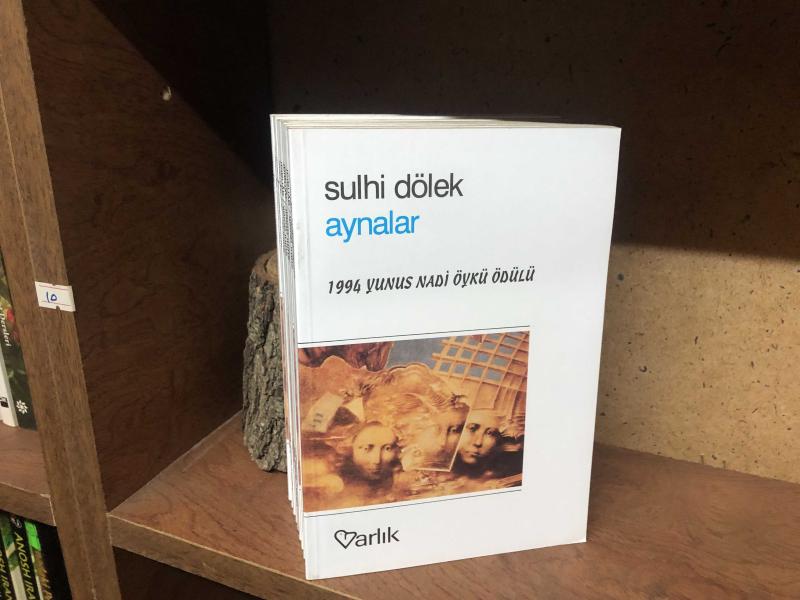 sulhi dölek
aynalar
1994 YUNUS NADİ ÖYKÜ ÖDÜLÜ
Varlık
10